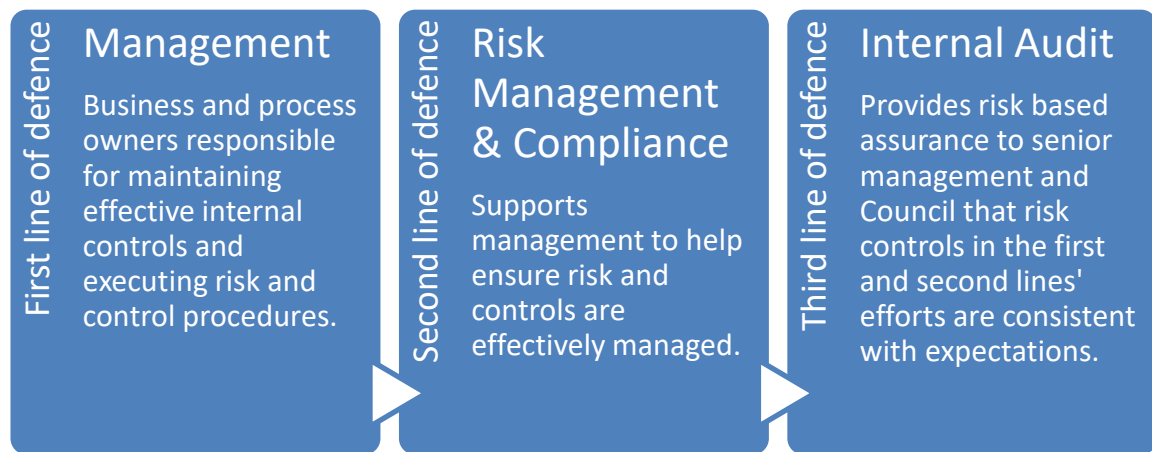 First line of defence
Management
Business and process
owners responsible
for maintaining
effective internal
controls and
executing risk and
control procedures.
Second line of defence
Risk
Management
& Compliance
Supports
management to help
ensure risk and
controls are
effectively managed.
Third line of defence
Internal Audit
Provides risk based
assurance to senior
management and
Council that risk
controls in the first
and second lines'
efforts are consistent
with expectations.